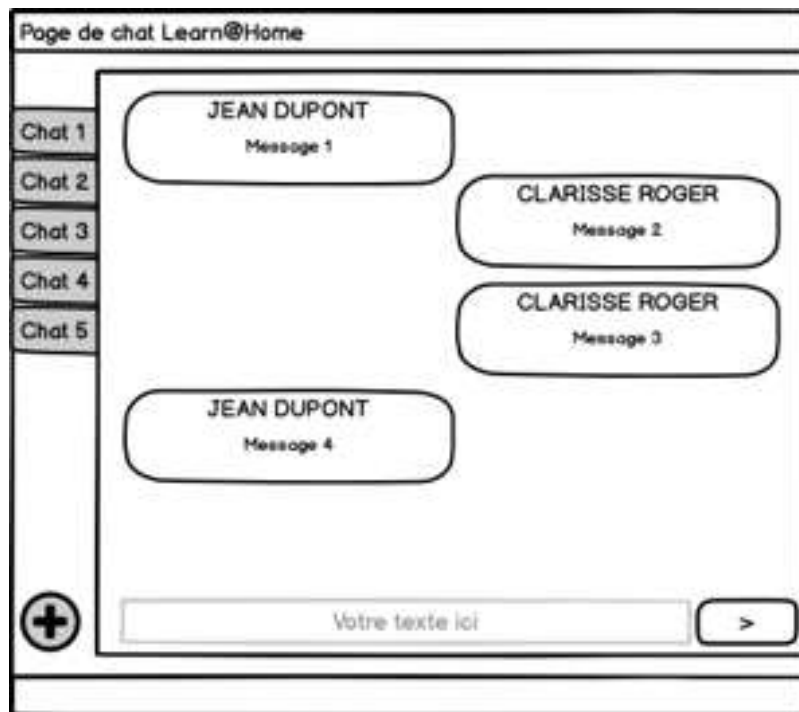 Page de chat Learn@Home
Chat 1
Chat 2
Chat 3
Chat 4
Chat 5
JEAN DUPONT
Message 1
CLARISSE ROGER
Message 2
CLARISSE ROGER
Message 3
JEAN DUPONT
Message 4
Votre texte ici
>